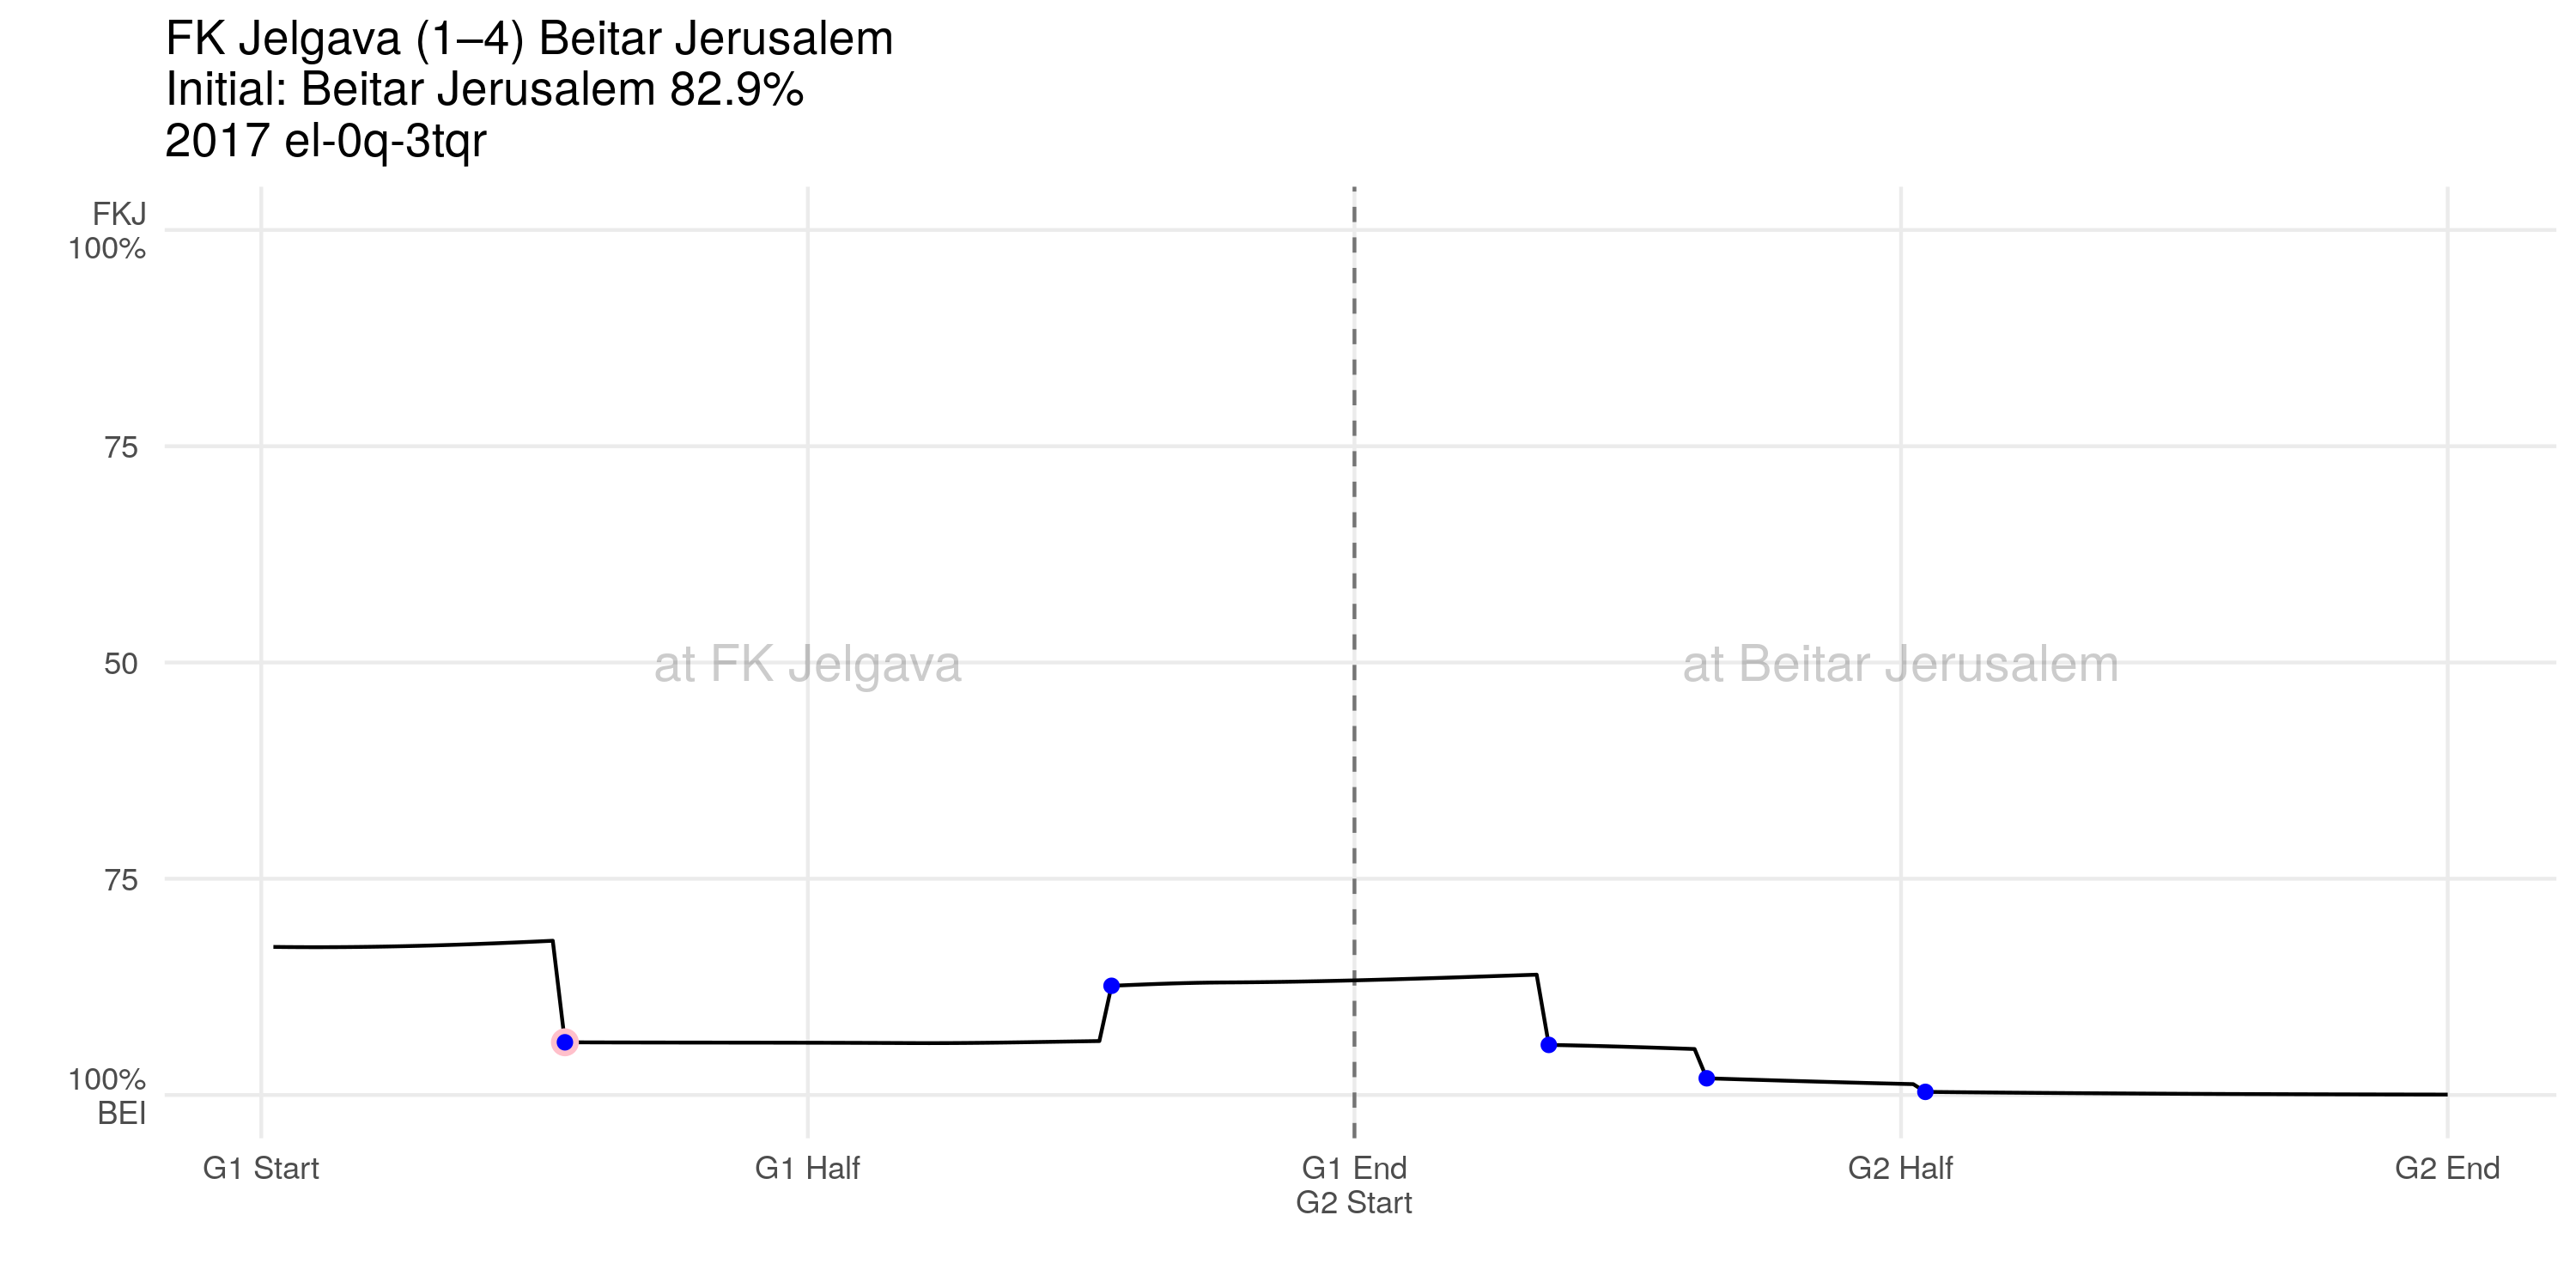 FK Jelgava (1–4) Beitar Jerusalem
Initial: Beitar Jerusalem 82.9%
2017 el-0q-3tqr
FKJ
100%
75
50
75
100%
BEI
at FK Jelgava
at Beitar Jerusalem
G1 Start
G1 Half
G1 End
G2 Start
G2 Half
G2 End